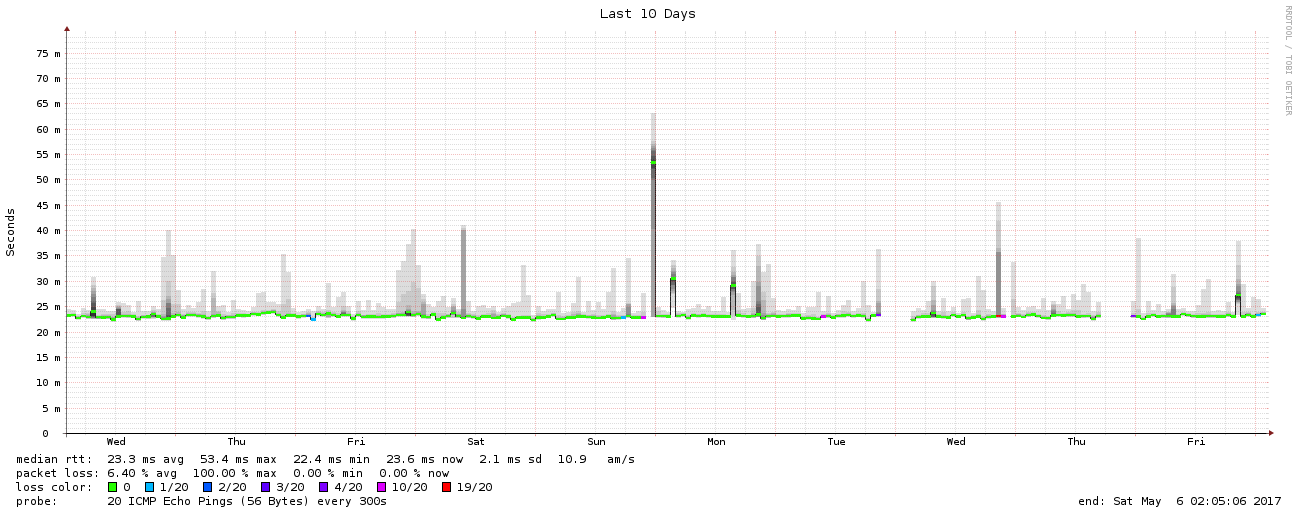 Last 10 Days
RRDTOOL / TOBI OETIKER
Seconds
75 m
70 m
65 m
60 m
55 m
50 m
45 m
40 m
35 m
30 m
25 m
20 m
15 m
10 m
5 m
0
Wed Thu Fri Sat Sun Mon Tue Wed Thu Fri
median rtt: 23.3 ms avg 53.4 ms max 22.4 ms min 23.6 ms now 2.1 ms sd 10.9 am/s
packet loss: 6.40 % avg 100.00 % max 0.00 % min 0.00 % now
loss color: 0 1/20 2/20 3/20 4/20 10/20 19/20
probe: 20 ICMP Echo Pings (56 Bytes) every 300s end: Sat May 6 02:05:06 2017